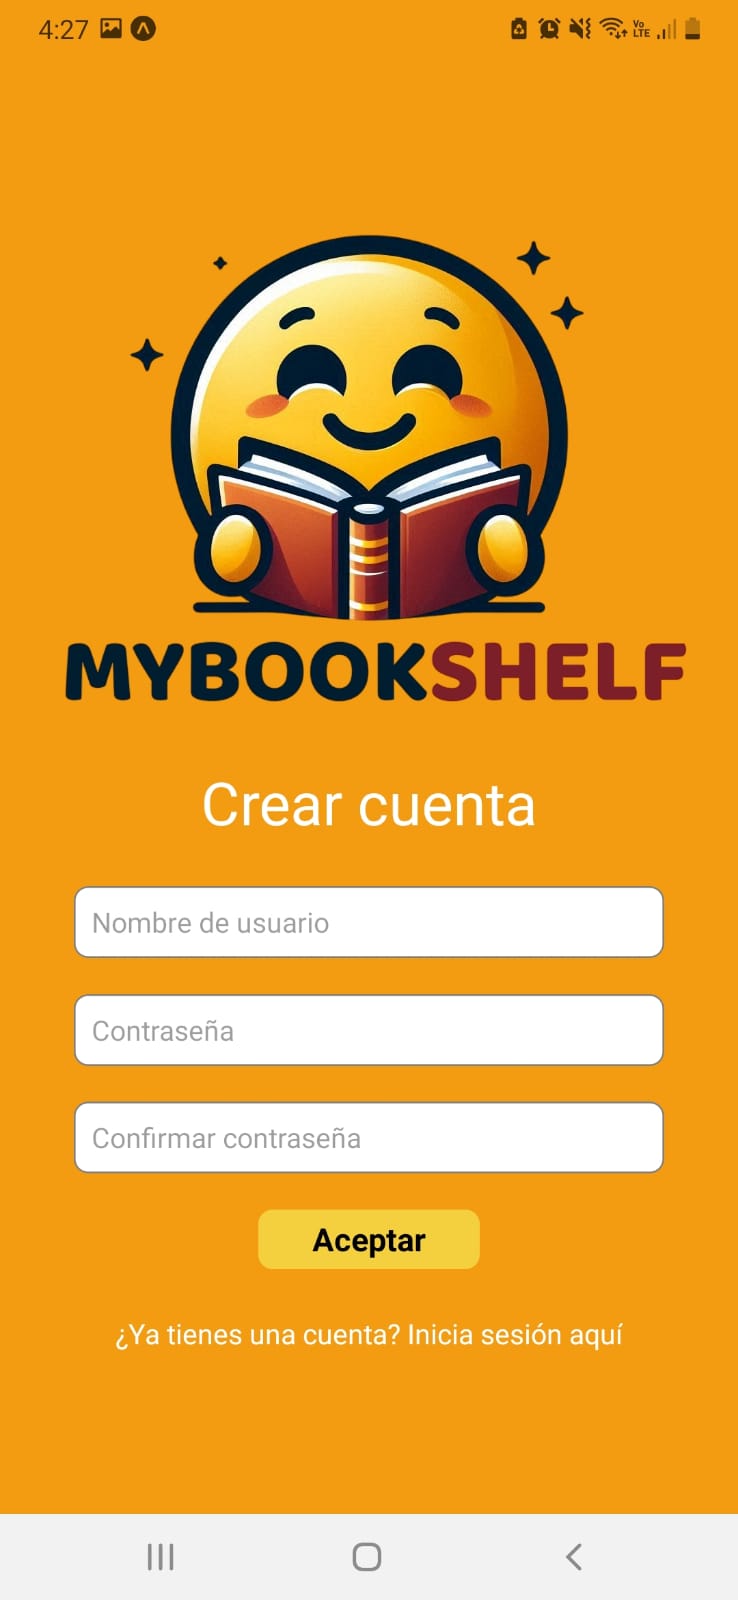 4:27
Vo
LTE
MYBOOKSHELF
Crear cuenta
Nombre de usuario
Contraseña
Confirmar contraseña
Aceptar
¿Ya tienes una cuenta? Inicia sesión aquí